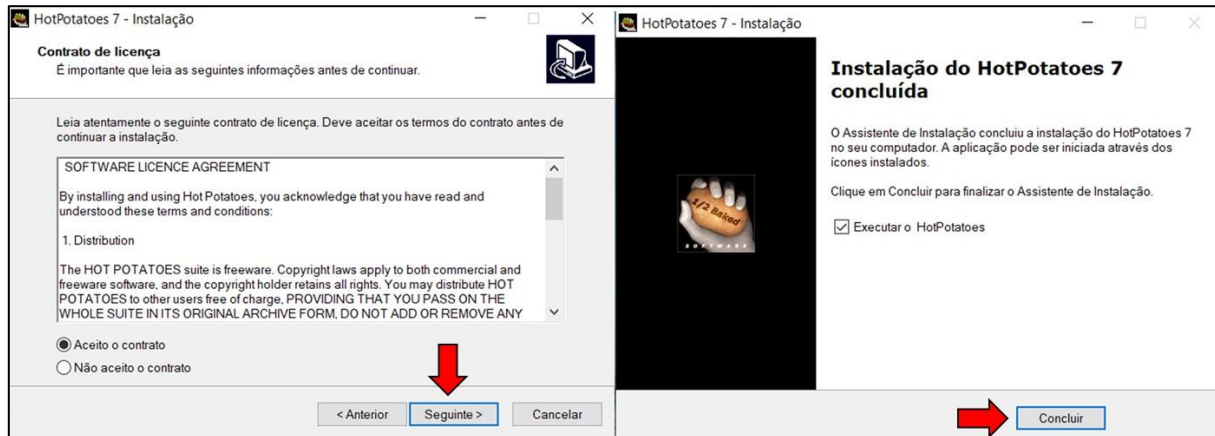 HotPotatoes 7 - Instalação
Contrato de licença
É importante que leia as seguintes informações antes de continuar.
Leia atentamente o seguinte contrato de licença. Deve aceitar os termos do contrato antes de
continuar a instalação.
SOFTWARE LICENCE AGREEMENT
By installing and using Hot Potatoes, you acknowledge that you have read and
understood these terms and conditions:
1. Distribution
The HOT POTATOES suite is freeware. Copyright laws apply to both commercial and
freeware software, and the copyright holder retains all rights. You may distribute HOT
POTATOES to other users free of charge, PROVIDING THAT YOU PASS ON THE
WHOLE SUITE IN ITS ORIGINAL ARCHIVE FORM, DO NOT ADD OR REMOVE ANY
Aceito o contrato
Não aceito o contrato
< Anterior Seguinte > Cancelar
HotPotatoes 7 - Instalação
1/2 Baked
SOFTWARE
Instalação do HotPotatoes 7
concluída
O Assistente de Instalação concluiu a instalação do HotPotatoes 7
no seu computador. A aplicação pode ser iniciada através dos
ícones instalados.
Clique em Concluir para finalizar o Assistente de Instalação.
Executar o HotPotatoes
Concluir